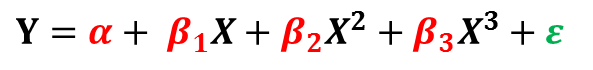 Y = α + β₁X + β₂X² + β₃X³ + ε